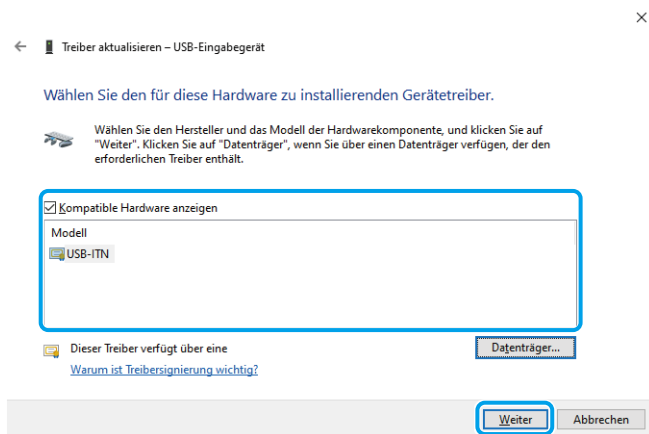 Treiber aktualisieren – USB-Eingabegerät
Wählen Sie den für diese Hardware zu installierenden Gerätetreiber.
Wählen Sie den Hersteller und das Modell der Hardwarekomponente, und klicken Sie auf
"Weiter". Klicken Sie auf "Datenträger", wenn Sie über einen Datenträger verfügen, der den
erforderlichen Treiber enthält.
Kompatible Hardware anzeigen
Modell
USB-ITN
Dieser Treiber verfügt über eine
Datenträger...
Warum ist Treibersignierung wichtig?
Weiter
Abbrechen